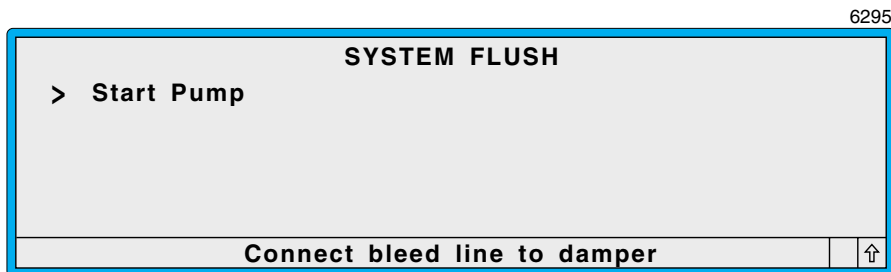 6295
SYSTEM FLUSH
> Start Pump
Connect bleed line to damper ⇧